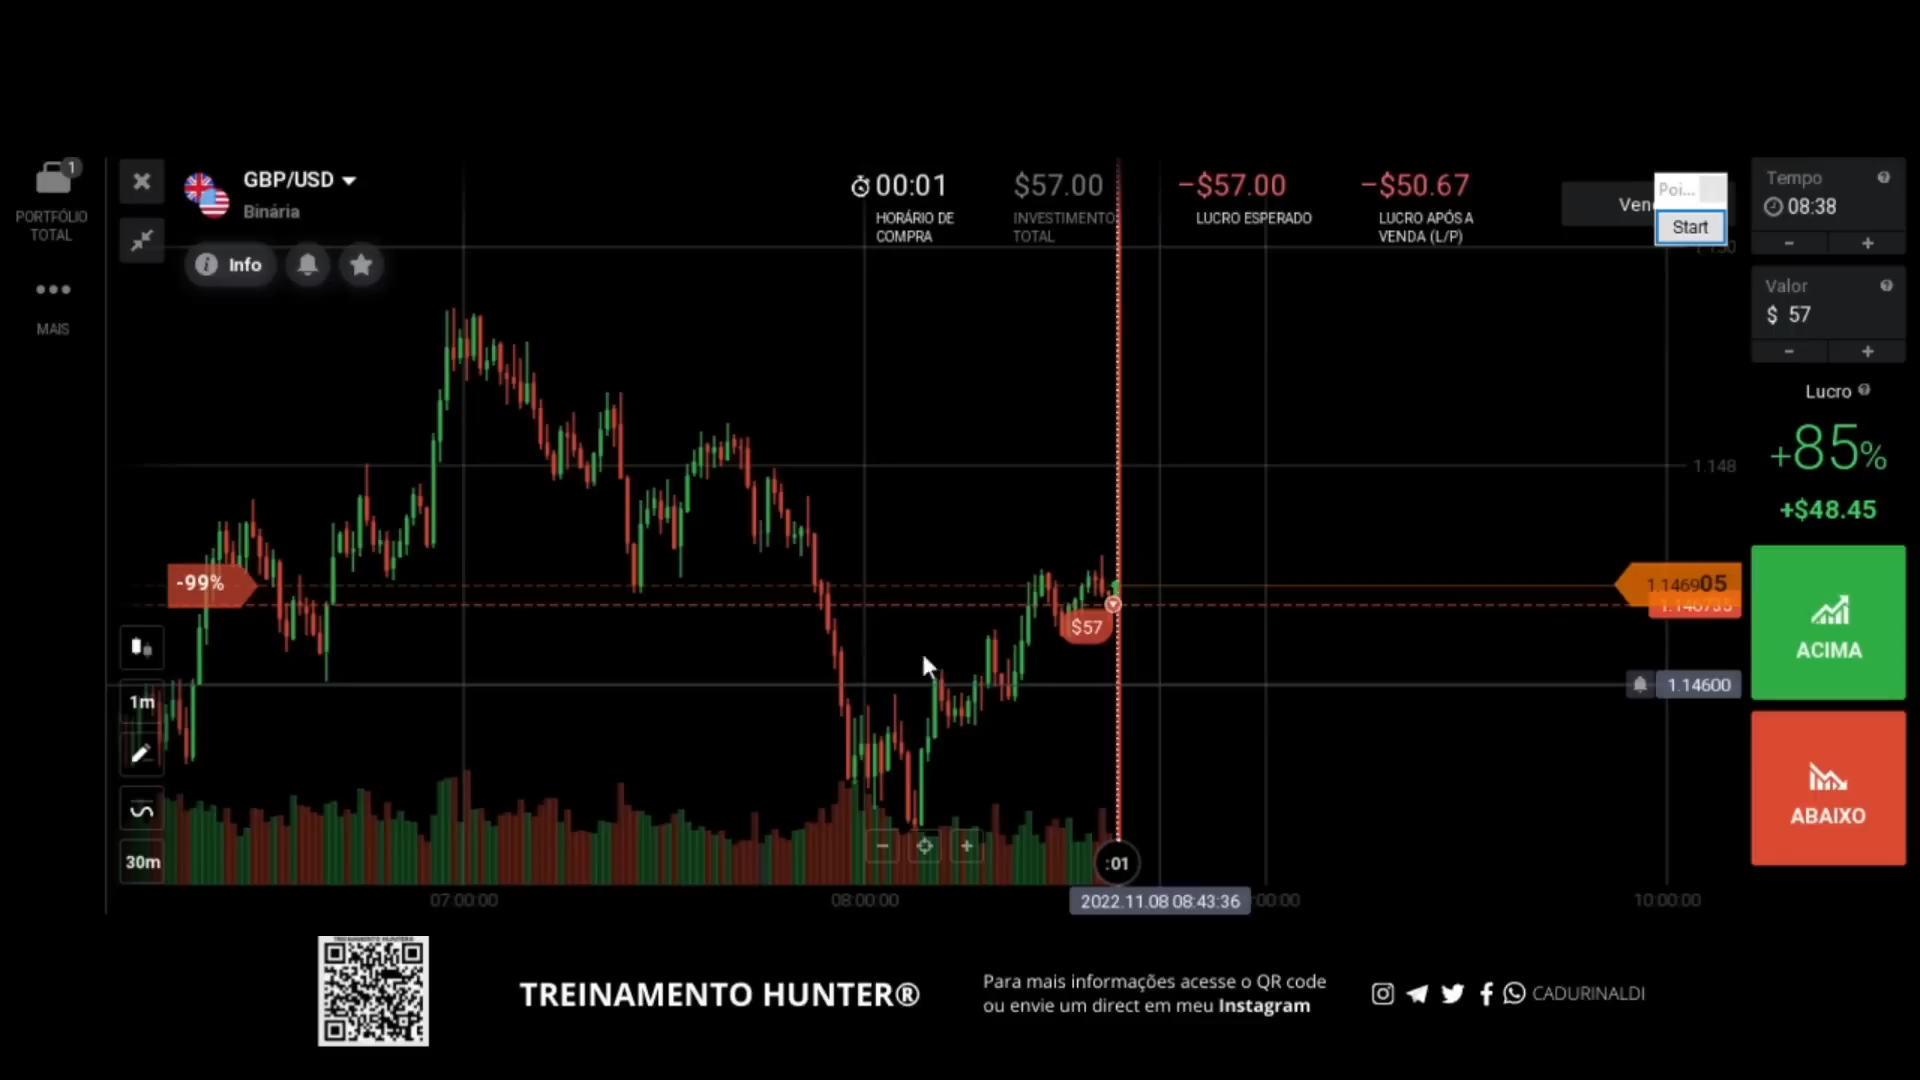 1
PORTFÓLIO
TOTAL
MAIS
GBP/USD
Binária
Info
00:01
HORÁRIO DE
COMPRA
$57.00
INVESTIMENTO
TOTAL
−$57.00
LUCRO ESPERADO
−$50.67
LUCRO APÓS A
VENDA (L/P)
Ven
Poi...
Start
Tempo
08:38
- +
Valor
$ 57
- +
Lucro
+85%
+$48.45
ACIMA
ABAIXO
1.148
1.146905
1.146735
1.14600
-99%
$57
1m
30m
:01
- +
07:00:00
08:00:00
2022.11.08 08:43:36
:00:00
10:00:00
TREINAMENTO HUNTER®
Para mais informações acesse o QR code
ou envie um direct em meu Instagram
CADURINALDI